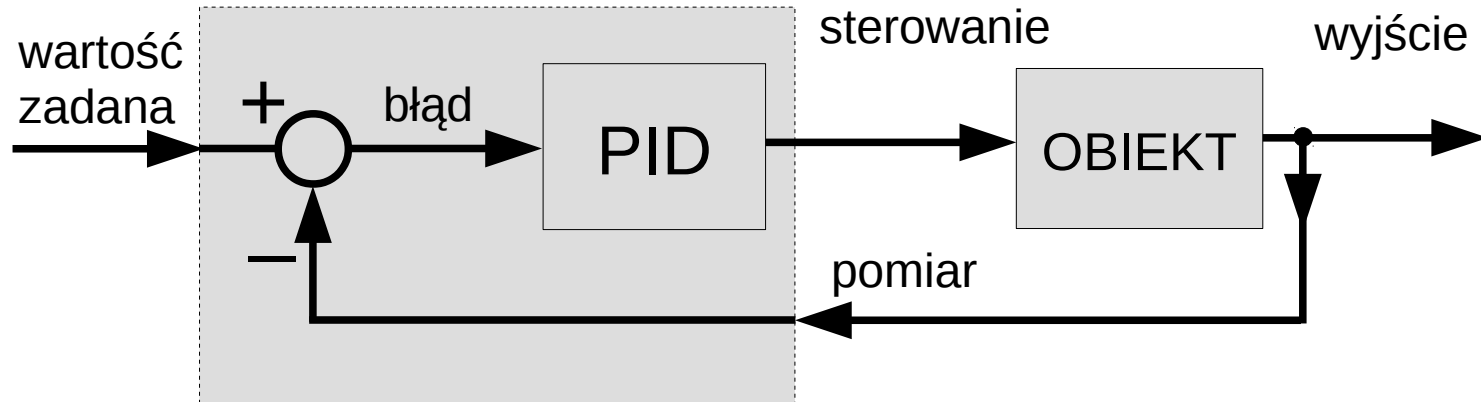 wartość
zadana
+
błąd
PID
sterowanie
OBIEKT
wyjście
−
pomiar